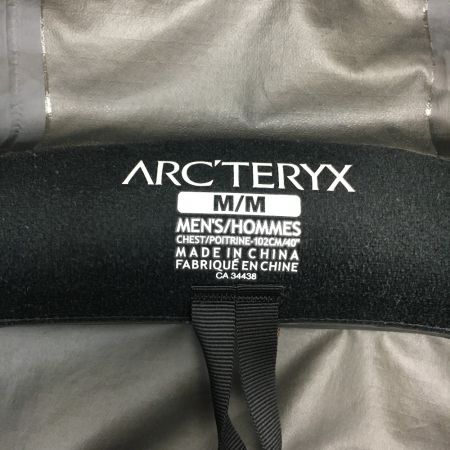 ARC'TERYX
M/M
MEN'S/HOMMES
CHEST/POITRINE-102CM/40"
MADE IN CHINA
FABRIQUÉ EN CHINE
CA 34438